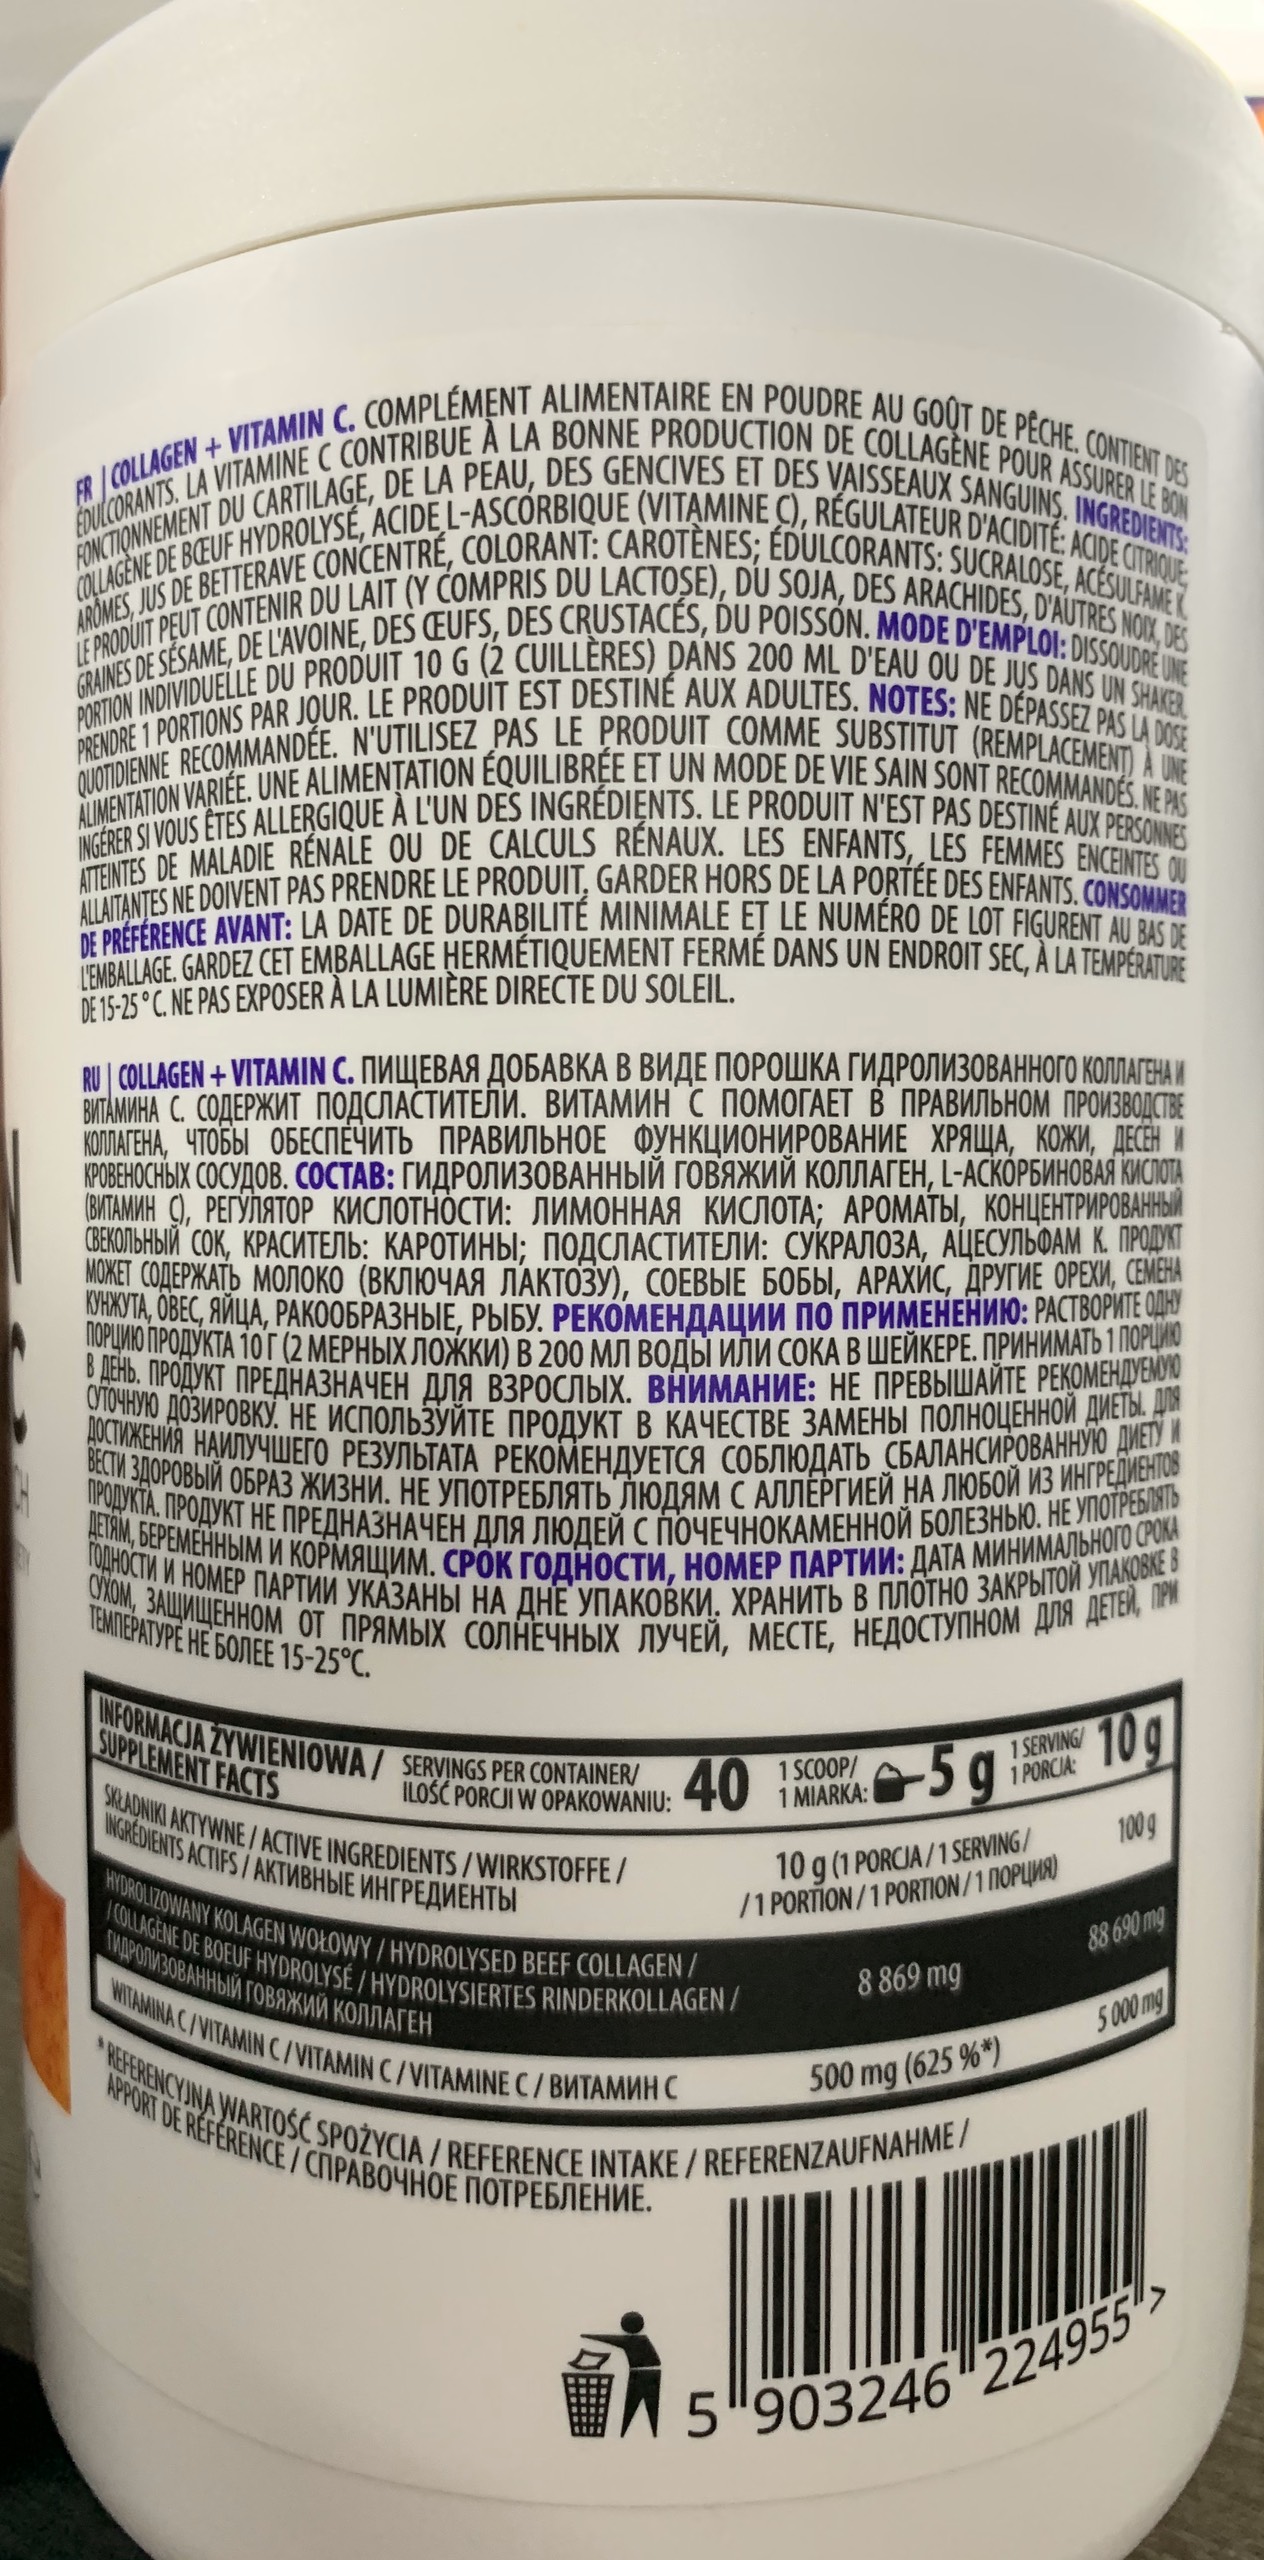 FR | COLLAGEN + VITAMIN C. COMPLÉMENT ALIMENTAIRE EN POUDRE AU GOÛT DE PÊCHE. CONTIENT DES
ÉDULCORANTS. LA VITAMINE C CONTRIBUE À LA BONNE PRODUCTION DE COLLAGÈNE POUR ASSURER LE BON
FONCTIONNEMENT DU CARTILAGE, DE LA PEAU, DES GENCIVES ET DES VAISSEAUX SANGUINS. INGREDIENTS:
COLLAGÈNE DE BŒUF HYDROLYSÉ, ACIDE L-ASCORBIQUE (VITAMINE C), RÉGULATEUR D'ACIDITÉ: ACIDE CITRIQUE;
ARÔMES, JUS DE BETTERAVE CONCENTRÉ, COLORANT: CAROTÈNES; ÉDULCORANTS: SUCRALOSE, ACÉSULFAME K.
LE PRODUIT PEUT CONTENIR DU LAIT (Y COMPRIS DU LACTOSE), DU SOJA, DES ARACHIDES, D'AUTRES NOIX, DES
GRAINES DE SÉSAME, DE L'AVOINE, DES ŒUFS, DES CRUSTACÉS, DU POISSON. MODE D'EMPLOI: DISSOUDRE UNE
PORTION INDIVIDUELLE DU PRODUIT 10 G (2 CUILLÈRES) DANS 200 ML D'EAU OU DE JUS DANS UN SHAKER.
PRENDRE 1 PORTIONS PAR JOUR. LE PRODUIT EST DESTINÉ AUX ADULTES. NOTES: NE DÉPASSEZ PAS LA DOSE
QUOTIDIENNE RECOMMANDÉE. N'UTILISEZ PAS LE PRODUIT COMME SUBSTITUT (REMPLACEMENT) À UNE
ALIMENTATION VARIÉE. UNE ALIMENTATION ÉQUILIBRÉE ET UN MODE DE VIE SAIN SONT RECOMMANDÉS. NE PAS
INGÉRER SI VOUS ÊTES ALLERGIQUE À L'UN DES INGRÉDIENTS. LE PRODUIT N'EST PAS DESTINÉ AUX PERSONNES
ATTEINTES DE MALADIE RÉNALE OU DE CALCULS RÉNAUX. LES ENFANTS, LES FEMMES ENCEINTES OU
ALLAITANTES NE DOIVENT PAS PRENDRE LE PRODUIT. GARDER HORS DE LA PORTÉE DES ENFANTS. CONSOMMER
DE PRÉFÉRENCE AVANT: LA DATE DE DURABILITÉ MINIMALE ET LE NUMÉRO DE LOT FIGURENT AU BAS DE
L'EMBALLAGE. GARDEZ CET EMBALLAGE HERMÉTIQUEMENT FERMÉ DANS UN ENDROIT SEC, À LA TEMPÉRATURE
DE 15-25 °C. NE PAS EXPOSER À LA LUMIÈRE DIRECTE DU SOLEIL.
RU | COLLAGEN + VITAMIN C. ПИЩЕВАЯ ДОБАВКА В ВИДЕ ПОРОШКА ГИДРОЛИЗОВАННОГО КОЛЛАГЕНА И
ВИТАМИНА С. СОДЕРЖИТ ПОДСЛАСТИТЕЛИ. ВИТАМИН С ПОМОГАЕТ В ПРАВИЛЬНОМ ПРОИЗВОДСТВЕ
КОЛЛАГЕНА, ЧТОБЫ ОБЕСПЕЧИТЬ ПРАВИЛЬНОЕ ФУНКЦИОНИРОВАНИЕ ХРЯЩА, КОЖИ, ДЕСЕН И
КРОВЕНОСНЫХ СОСУДОВ. СОСТАВ: ГИДРОЛИЗОВАННЫЙ ГОВЯЖИЙ КОЛЛАГЕН, L-АСКОРБИНОВАЯ КИСЛОТА
(ВИТАМИН С), РЕГУЛЯТОР КИСЛОТНОСТИ: ЛИМОННАЯ КИСЛОТА; АРОМАТЫ, КОНЦЕНТРИРОВАННЫЙ
СВЕКОЛЬНЫЙ СОК, КРАСИТЕЛЬ: КАРОТИНЫ; ПОДСЛАСТИТЕЛИ: СУКРАЛОЗА, АЦЕСУЛЬФАМ К. ПРОДУКТ
МОЖЕТ СОДЕРЖАТЬ МОЛОКО (ВКЛЮЧАЯ ЛАКТОЗУ), СОЕВЫЕ БОБЫ, АРАХИС, ДРУГИЕ ОРЕХИ, СЕМЕНА
КУНЖУТА, ОВЕС, ЯЙЦА, РАКООБРАЗНЫЕ, РЫБУ. РЕКОМЕНДАЦИИ ПО ПРИМЕНЕНИЮ: РАСТВОРИТЕ ОДНУ
ПОРЦИЮ ПРОДУКТА 10 Г (2 МЕРНЫХ ЛОЖКИ) В 200 МЛ ВОДЫ ИЛИ СОКА В ШЕЙКЕРЕ. ПРИНИМАТЬ 1 ПОРЦИЮ
В ДЕНЬ. ПРОДУКТ ПРЕДНАЗНАЧЕН ДЛЯ ВЗРОСЛЫХ. ВНИМАНИЕ: НЕ ПРЕВЫШАЙТЕ РЕКОМЕНДУЕМУЮ
СУТОЧНУЮ ДОЗИРОВКУ. НЕ ИСПОЛЬЗУЙТЕ ПРОДУКТ В КАЧЕСТВЕ ЗАМЕНЫ ПОЛНОЦЕННОЙ ДИЕТЫ. ДЛЯ
ДОСТИЖЕНИЯ НАИЛУЧШЕГО РЕЗУЛЬТАТА РЕКОМЕНДУЕТСЯ СОБЛЮДАТЬ СБАЛАНСИРОВАННУЮ ДИЕТУ И
ВЕСТИ ЗДОРОВЫЙ ОБРАЗ ЖИЗНИ. НЕ УПОТРЕБЛЯТЬ ЛЮДЯМ С АЛЛЕРГИЕЙ НА ЛЮБОЙ ИЗ ИНГРЕДИЕНТОВ
ПРОДУКТА. ПРОДУКТ НЕ ПРЕДНАЗНАЧЕН ДЛЯ ЛЮДЕЙ С ПОЧЕЧНОКАМЕННОЙ БОЛЕЗНЬЮ. НЕ УПОТРЕБЛЯТЬ
ДЕТЯМ, БЕРЕМЕННЫМ И КОРМЯЩИМ. СРОК ГОДНОСТИ, НОМЕР ПАРТИИ: ДАТА МИНИМАЛЬНОГО СРОКА
ГОДНОСТИ И НОМЕР ПАРТИИ УКАЗАНЫ НА ДНЕ УПАКОВКИ. ХРАНИТЬ В ПЛОТНО ЗАКРЫТОЙ УПАКОВКЕ В
СУХОМ, ЗАЩИЩЕННОМ ОТ ПРЯМЫХ СОЛНЕЧНЫХ ЛУЧЕЙ, МЕСТЕ, НЕДОСТУПНОМ ДЛЯ ДЕТЕЙ, ПРИ
ТЕМПЕРАТУРЕ НЕ БОЛЕЕ 15-25°C.
INFORMACJA ŻYWIENIOWA /
SUPPLEMENT FACTS
SERVINGS PER CONTAINER/
ILOŚĆ PORCJI W OPAKOWANIU: 40
1 SCOOP/
1 MIARKA: 5 g
1 SERVING/
1 PORCJA: 10 g
SKŁADNIKI AKTYWNE / ACTIVE INGREDIENTS / WIRKSTOFFE /
INGRÉDIENTS ACTIFS / АКТИВНЫЕ ИНГРЕДИЕНТЫ
10 g (1 PORCJA / 1 SERVING /
/ 1 PORTION / 1 PORTION / 1 ПОРЦИЯ)
100 g
HYDROLIZOWANY KOLAGEN WOŁOWY / HYDROLYSED BEEF COLLAGEN /
/ COLLAGÈNE DE BOEUF HYDROLYSÉ / HYDROLYSIERTES RINDERKOLLAGEN /
ГИДРОЛИЗОВАННЫЙ ГОВЯЖИЙ КОЛЛАГЕН
8 869 mg
88 690 mg
WITAMINA C / VITAMIN C / VITAMIN C / VITAMINE C / ВИТАМИН C
500 mg (625 %*)
5 000 mg
* REFERENCYJNA WARTOŚĆ SPOŻYCIA / REFERENCE INTAKE / REFERENZAUFNAHME /
APPORT DE RÉFÉRENCE / СПРАВОЧНОЕ ПОТРЕБЛЕНИЕ.
5 903246 224955 >